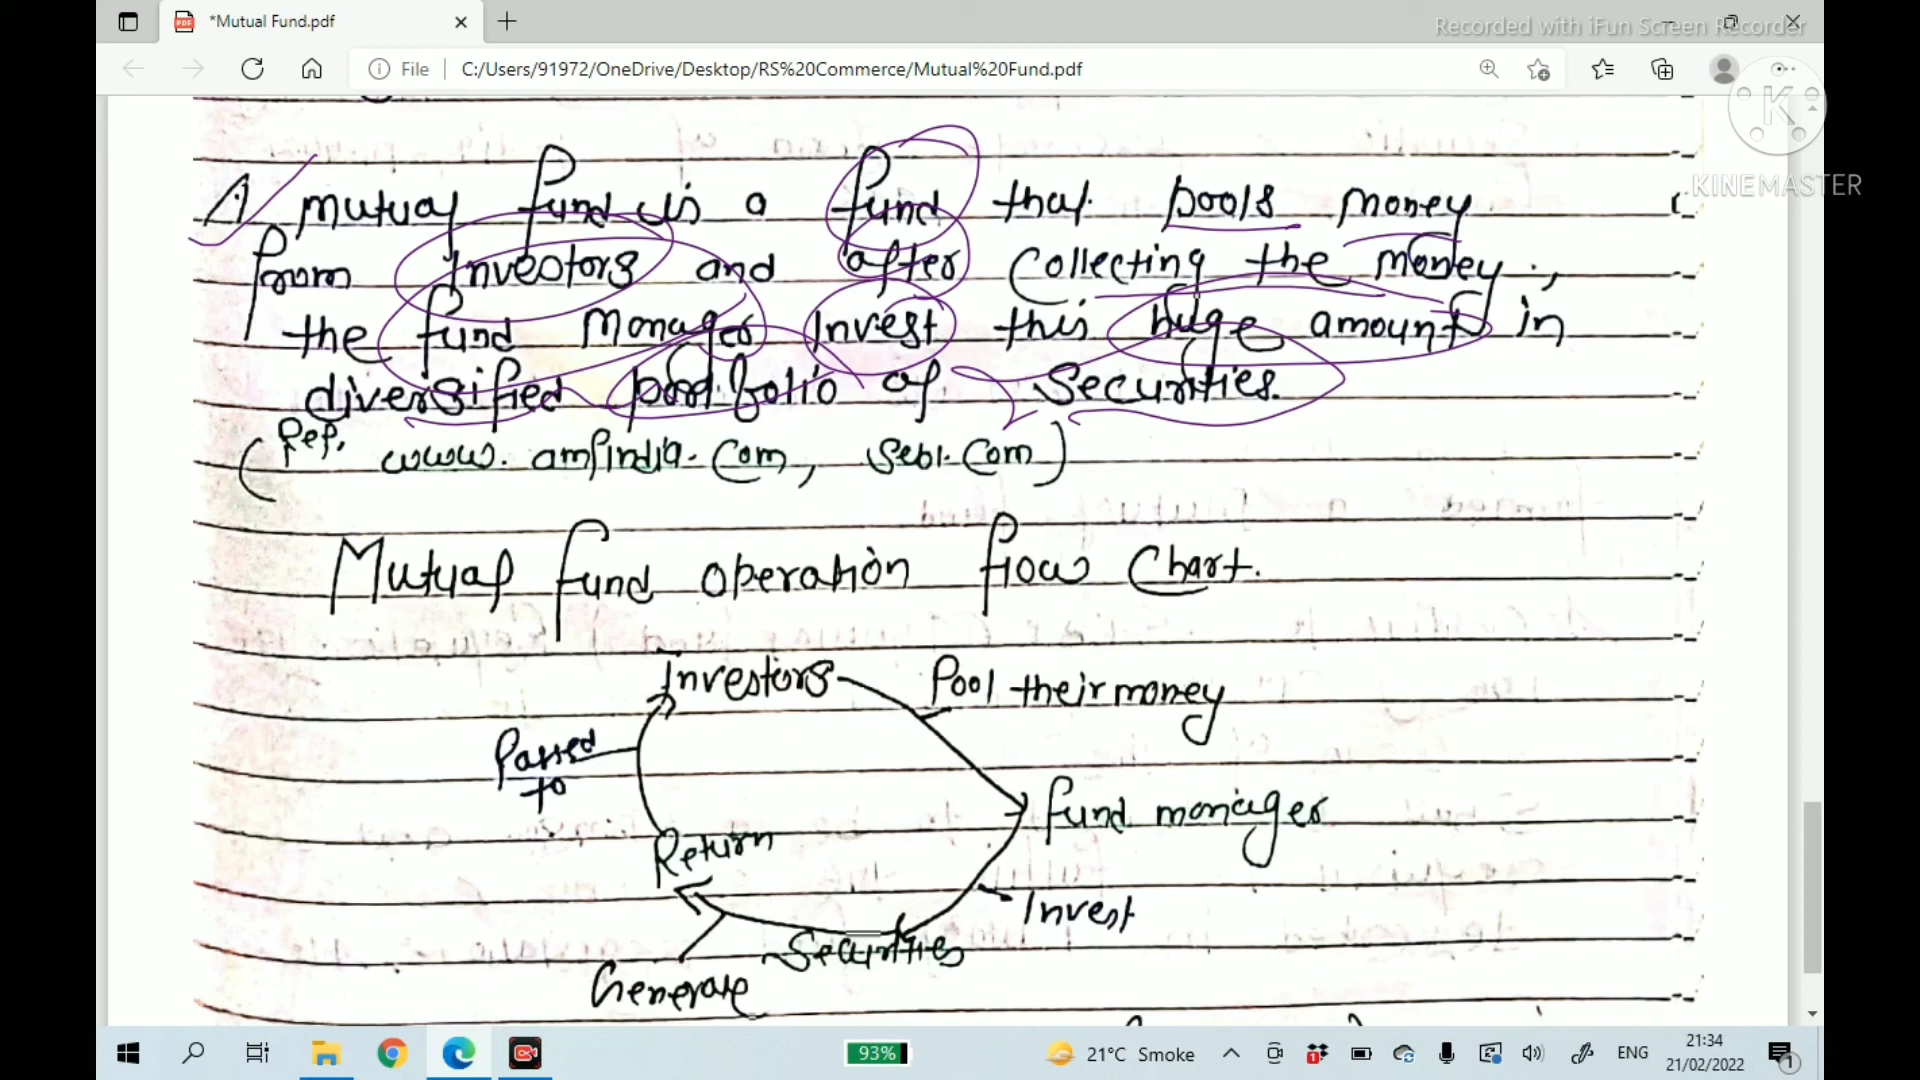 *Mutual Fund.pdf
Recorded with iFun Screen Recorder
File
C:/Users/91972/OneDrive/Desktop/RS%20Commerce/Mutual%20Fund.pdf
K
KINEMASTER
A Mutual fund is a fund that pools money
from Investors and after Collecting the money,
the fund Manager Invest this huge amount in
diversified portfolio of Securities.
(Ref. www.amfindia.com, Sebi.com)
Mutual fund operation flow Chart.
Investors
Pool their money
Passed
to
fund manager
Return
Invest
Securities
Generate
93%
21°C Smoke
ENG
21:34
21/02/2022
1
1